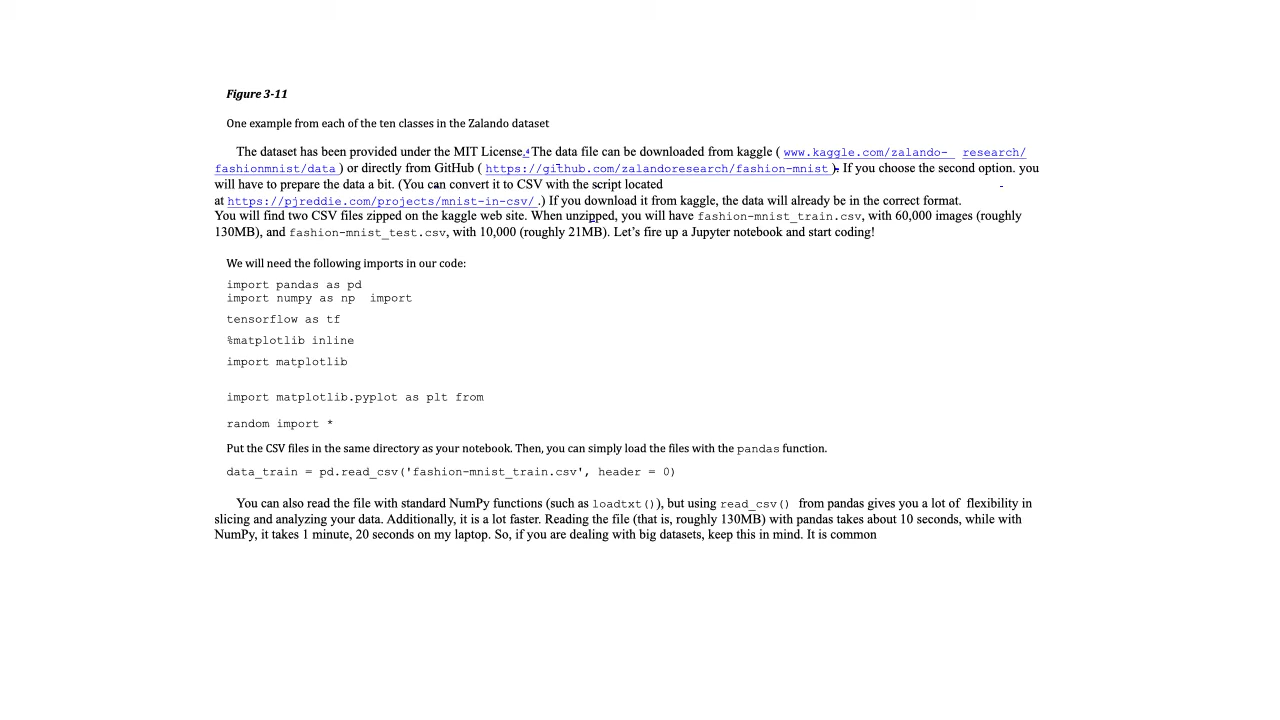 Figure 3-11
One example from each of the ten classes in the Zalando dataset
The dataset has been provided under the MIT License.4 The data file can be downloaded from kaggle ( www.kaggle.com/zalando- research/
fashionmnist/data ) or directly from GitHub ( https://github.com/zalandoresearch/fashion-mnist ). If you choose the second option. you
will have to prepare the data a bit. (You can convert it to CSV with the script located
at https://pjreddie.com/projects/mnist-in-csv/ .) If you download it from kaggle, the data will already be in the correct format.
You will find two CSV files zipped on the kaggle web site. When unzipped, you will have fashion-mnist_train.csv, with 60,000 images (roughly
130MB), and fashion-mnist_test.csv, with 10,000 (roughly 21MB). Let’s fire up a Jupyter notebook and start coding!
We will need the following imports in our code:
import pandas as pd
import numpy as np import
tensorflow as tf
%matplotlib inline
import matplotlib
import matplotlib.pyplot as plt from
random import *
Put the CSV files in the same directory as your notebook. Then, you can simply load the files with the pandas function.
data_train = pd.read_csv('fashion-mnist_train.csv', header = 0)
You can also read the file with standard NumPy functions (such as loadtxt()), but using read_csv() from pandas gives you a lot of flexibility in
slicing and analyzing your data. Additionally, it is a lot faster. Reading the file (that is, roughly 130MB) with pandas takes about 10 seconds, while with
NumPy, it takes 1 minute, 20 seconds on my laptop. So, if you are dealing with big datasets, keep this in mind. It is common